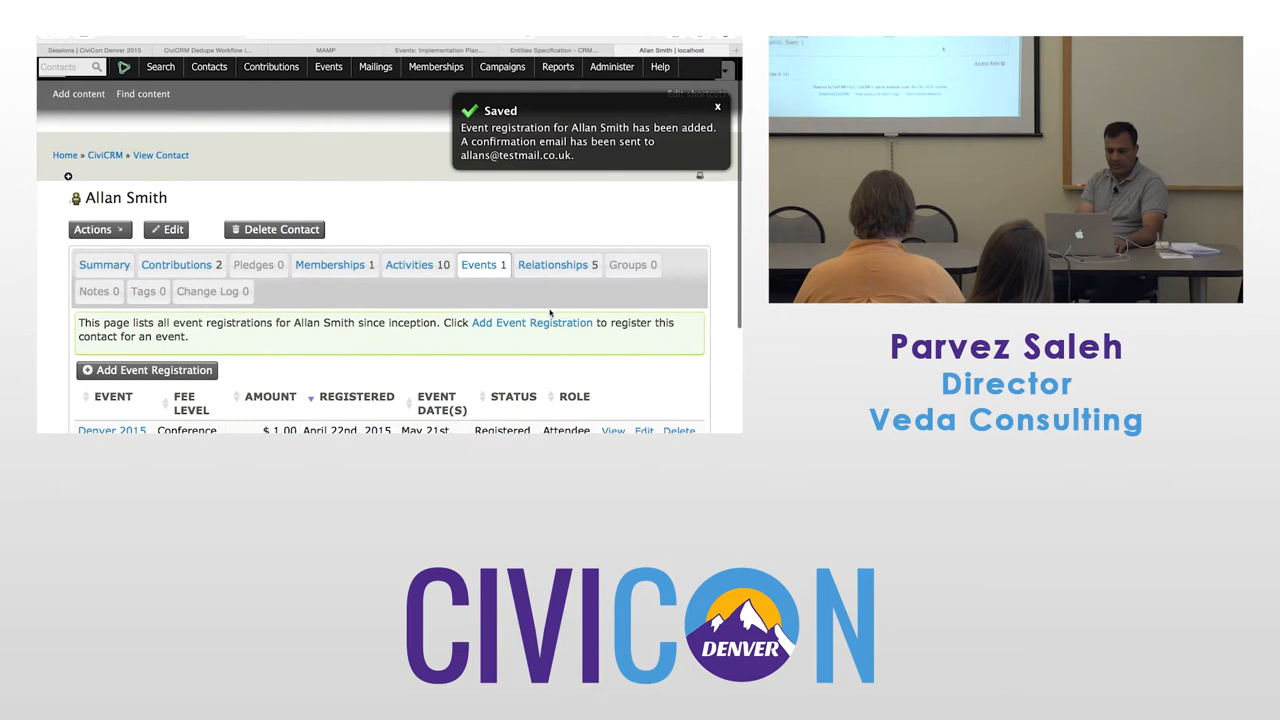 Sessions | CiviCon Denver 2015 CiviCRM Dedupe Workflow I... MAMP Events: Implementation Plan... Entities Specification - CRM... Allan Smith | localhost
Contacts Search Contacts Contributions Events Mailings Memberships Campaigns Reports Administer Help
Add event Add content Edit shortcuts
Saved x
Event registration for Allan Smith has been added.
A confirmation email has been sent to
allans@testmail.co.uk.
Home » CiviCRM » View Contact
Allan Smith
Actions Edit Delete Contact
Summary Contributions 2 Pledges 0 Memberships 1 Activities 10 Events 1 Relationships 5 Groups 0
Notes 0 Tags 0 Change Log 0
This page lists all event registrations for Allan Smith since inception. Click Add Event Registration to register this
contact for an event.
Add Event Registration
EVENT FEE LEVEL AMOUNT REGISTERED EVENT DATE(S) STATUS ROLE
Denver 2015 Conference $ 1.00 April 22nd, 2015 May 21st, Registered Attendee View Edit Delete
Parvez Saleh
Director
Veda Consulting
CIVICON
DENVER